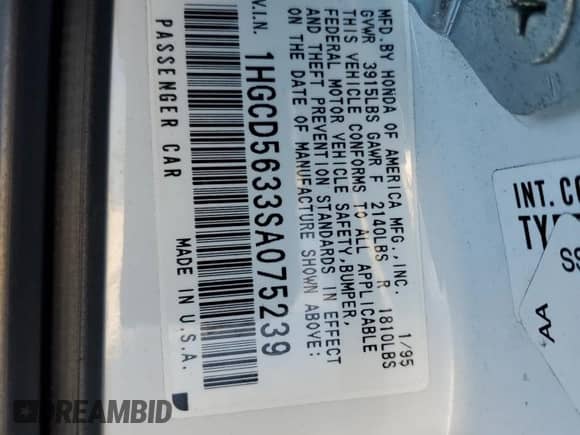 MFD.BY HONDA OF AMERICA MFG.,INC. 1/95
GVWR 3915LBS GAWR F 2140LBS R 1810LBS
THIS VEHICLE CONFORMS TO ALL APPLICABLE
FEDERAL MOTOR VEHICLE SAFETY,BUMPER,
AND THEFT PREVENTION STANDARDS IN EFFECT
ON THE DATE OF MANUFACTURE SHOWN ABOVE:
V.I.N. 1HGCD5633SA075239
PASSENGER CAR MADE IN U.S.A.
INT. CO
AA
DREAMBID